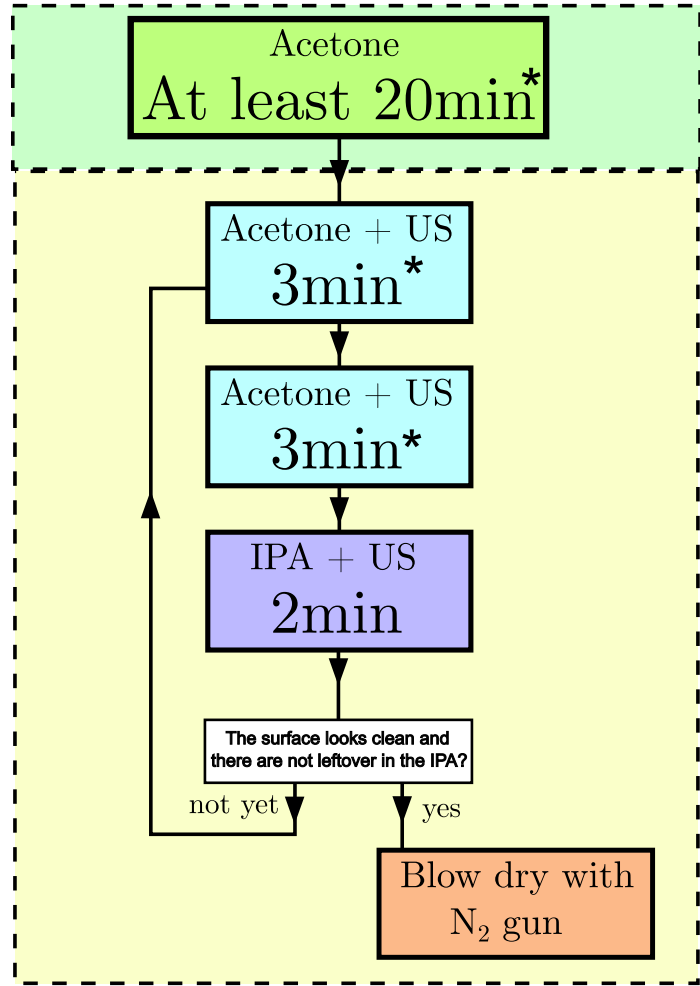 Acetone
At least 20min*
Acetone + US
3min*
Acetone + US
3min*
IPA + US
2min
The surface looks clean and
there are not leftover in the IPA?
not yet
yes
Blow dry with
N₂ gun